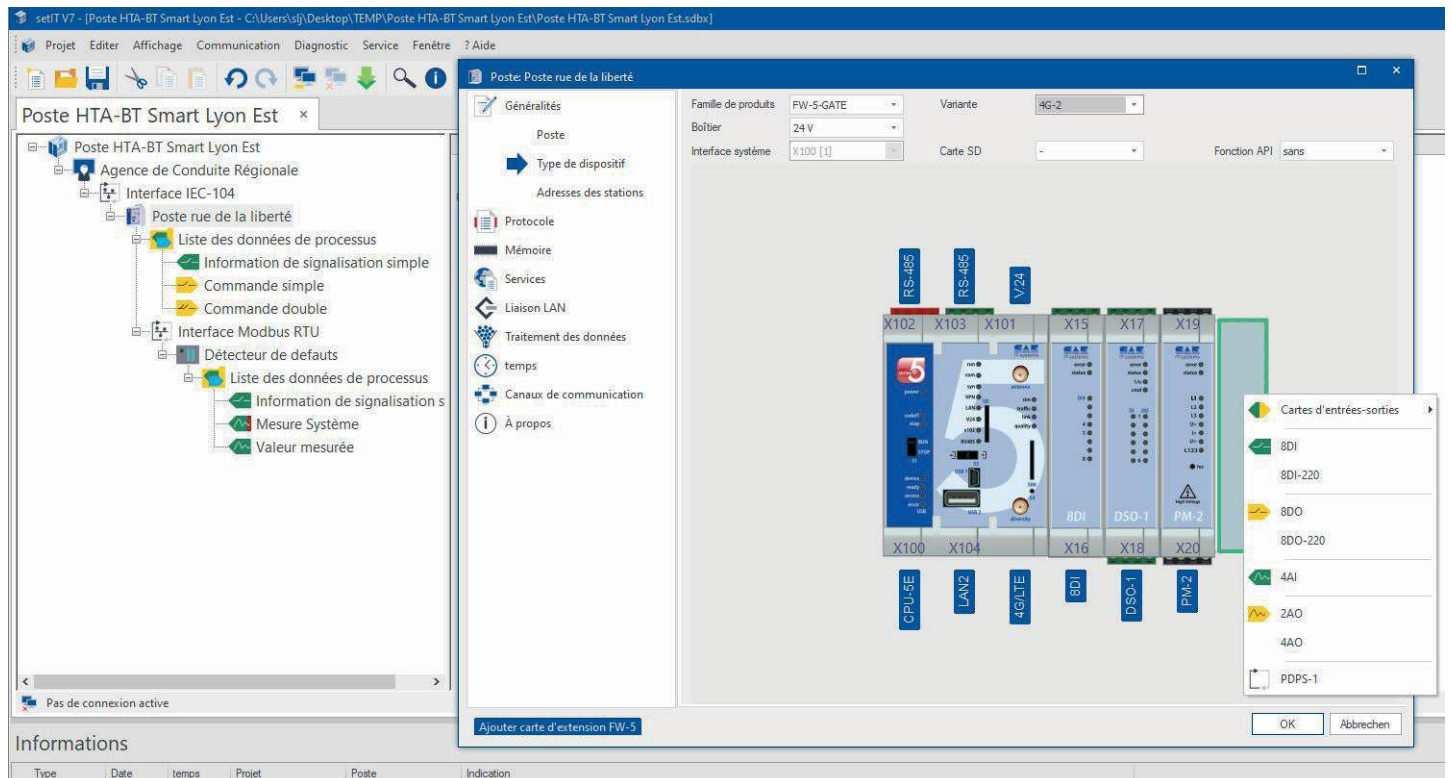 setIT V7 - [Poste HTA-BT Smart Lyon Est - C:\Users\slj\Desktop\TEMP\Poste HTA-BT Smart Lyon Est\Poste HTA-BT Smart Lyon Est.sdbx]
Projet Editer Affichage Communication Diagnostic Service Fenêtre ? Aide
Poste HTA-BT Smart Lyon Est ×
Poste HTA-BT Smart Lyon Est
Agence de Conduite Régionale
Interface IEC-104
Poste rue de la liberté
Liste des données de processus
Information de signalisation simple
Commande simple
Commande double
Interface Modbus RTU
Détecteur de defauts
Liste des données de processus
Information de signalisation s
Mesure Système
Valeur mesurée
Pas de connexion active
Poste: Poste rue de la liberté
Généralités
Poste
Type de dispositif
Adresses des stations
Protocole
Mémoire
Services
Liaison LAN
Traitement des données
temps
Canaux de communication
À propos
Famille de produits FW-5-GATE Variante 4G-2
Boîtier 24 V
Interface système X100 [1] Carte SD - Fonction API sans
RS-485 RS-485 V.24
X102 X103 X101 X15 X17 X19
5
8DI DSO-1 PM-2
X100 X104 X16 X18 X20
CPU-5E LAN2 4G/LTE 8DI DSO-1 PM-2
Cartes d'entrées-sorties
8DI
8DI-220
8DO
8DO-220
4AI
2AO
4AO
PDPS-1
Ajouter carte d'extension FW-5
OK Abbrechen
Informations
Type Date temps Projet Poste Indication